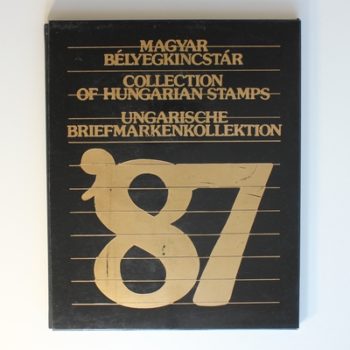 MAGYAR
BÉLYEGKINCSTÁR
COLLECTION
OF HUNGARIAN STAMPS
UNGARISCHE
BRIEFMARKENKOLLEKTION
'87